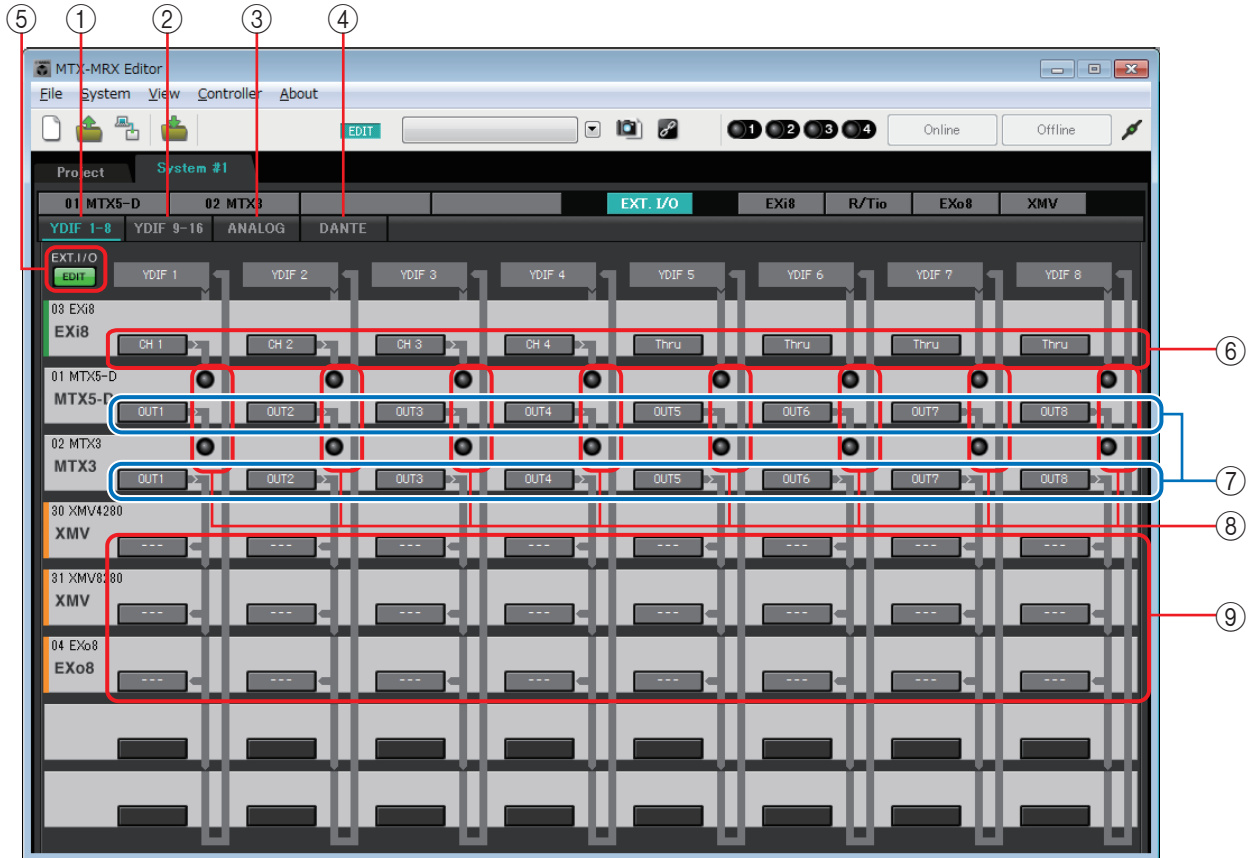 ⑤ ① ② ③ ④
MTX-MRX Editor
File System View Controller About
EDIT 1 2 3 4 Online Offline
Project System #1
01 MTX5-D 02 MTX3 EXT. I/O EXi8 R/Tio EXo8 XMV
YDIF 1-8 YDIF 9-16 ANALOG DANTE
EXT.I/O
EDIT YDIF 1 YDIF 2 YDIF 3 YDIF 4 YDIF 5 YDIF 6 YDIF 7 YDIF 8
03 EXi8
EXi8
CH 1 CH 2 CH 3 CH 4 Thru Thru Thru Thru
⑥
01 MTX5-D
MTX5-D
OUT1 OUT2 OUT3 OUT4 OUT5 OUT6 OUT7 OUT8
02 MTX3
MTX3
OUT1 OUT2 OUT3 OUT4 OUT5 OUT6 OUT7 OUT8
⑦
30 XMV4280
⑧
XMV
--- --- --- --- --- --- --- ---
31 XMV8280
XMV
--- --- --- --- --- --- --- ---
⑨
04 EXo8
EXo8
--- --- --- --- --- --- --- ---